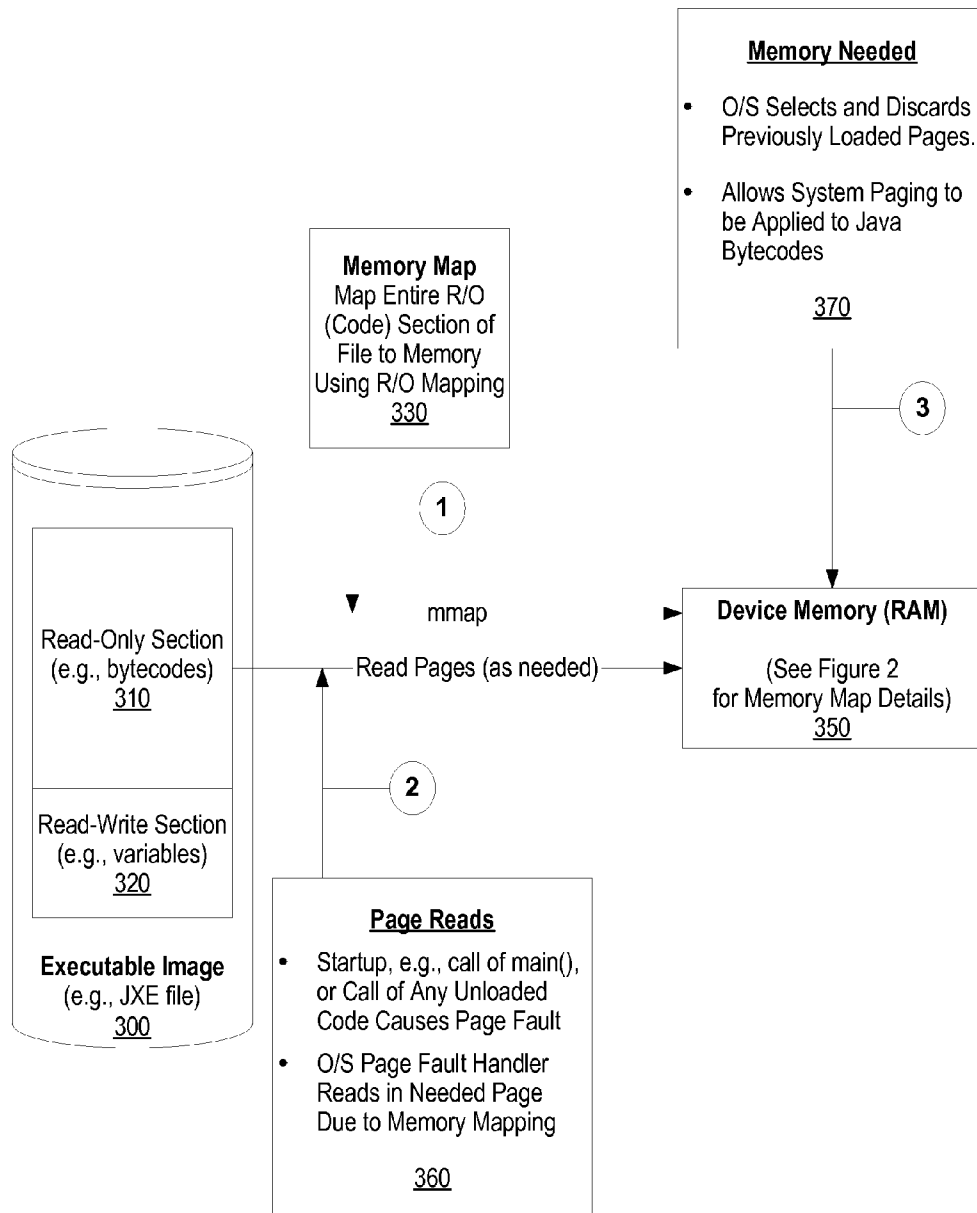 Memory Needed
• O/S Selects and Discards
Previously Loaded Pages.
• Allows System Paging to
be Applied to Java
Bytecodes
370
Memory Map
Map Entire R/O
(Code) Section of
File to Memory
Using R/O Mapping
330
3
1
mmap
Read Pages (as needed)
Device Memory (RAM)
(See Figure 2
for Memory Map Details)
350
Read-Only Section
(e.g., bytecodes)
310
2
Read-Write Section
(e.g., variables)
320
Executable Image
(e.g., JXE file)
300
Page Reads
• Startup, e.g., call of main(),
or Call of Any Unloaded
Code Causes Page Fault
• O/S Page Fault Handler
Reads in Needed Page
Due to Memory Mapping
360